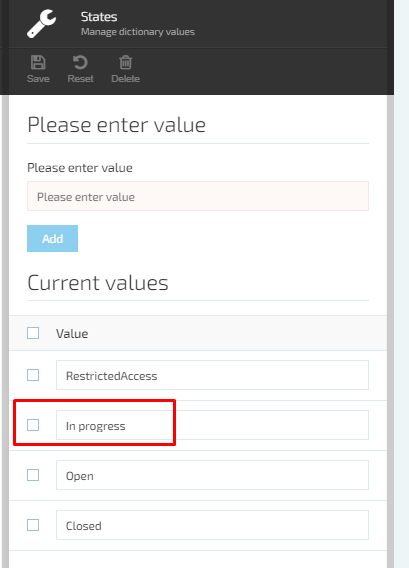 States
Manage dictionary values
Save Reset Delete
Please enter value
Please enter value
Please enter value
Add
Current values
Value
RestrictedAccess
In progress
Open
Closed